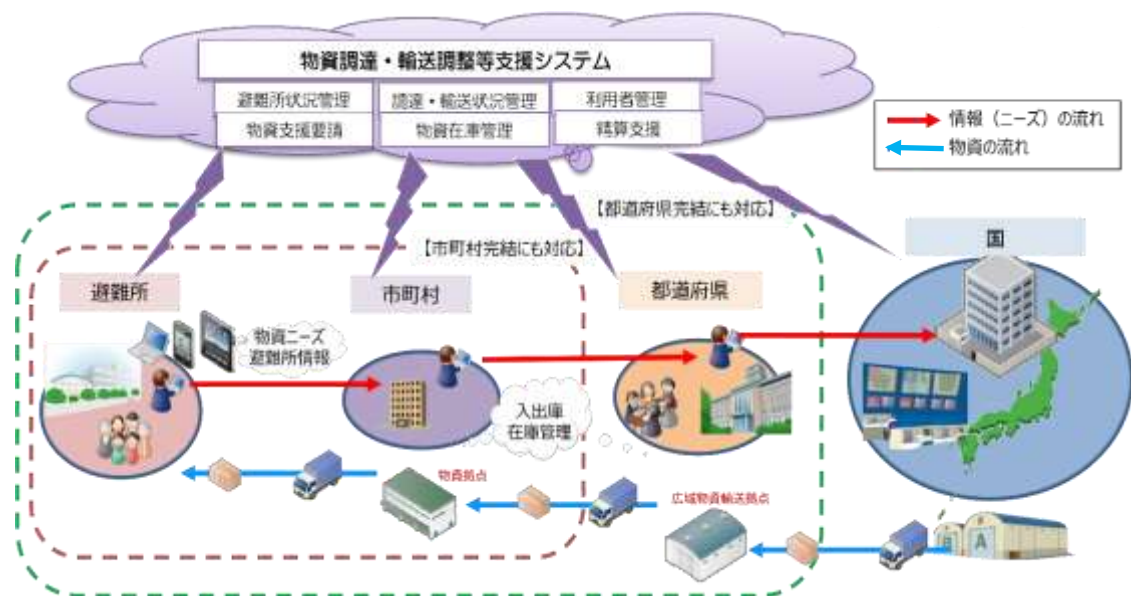 物資調達・輸送調整等支援システム
避難所状況管理
調達・輸送状況管理
利用者管理
物資支援要請
物資在庫管理
精算支援
情報（ニーズ）の流れ
物資の流れ
【都道府県完結にも対応】
【市町村完結にも対応】
国
避難所
市町村
都道府県
物資ニーズ
避難所情報
入出庫
在庫管理
物資拠点
広域物資輸送拠点
A